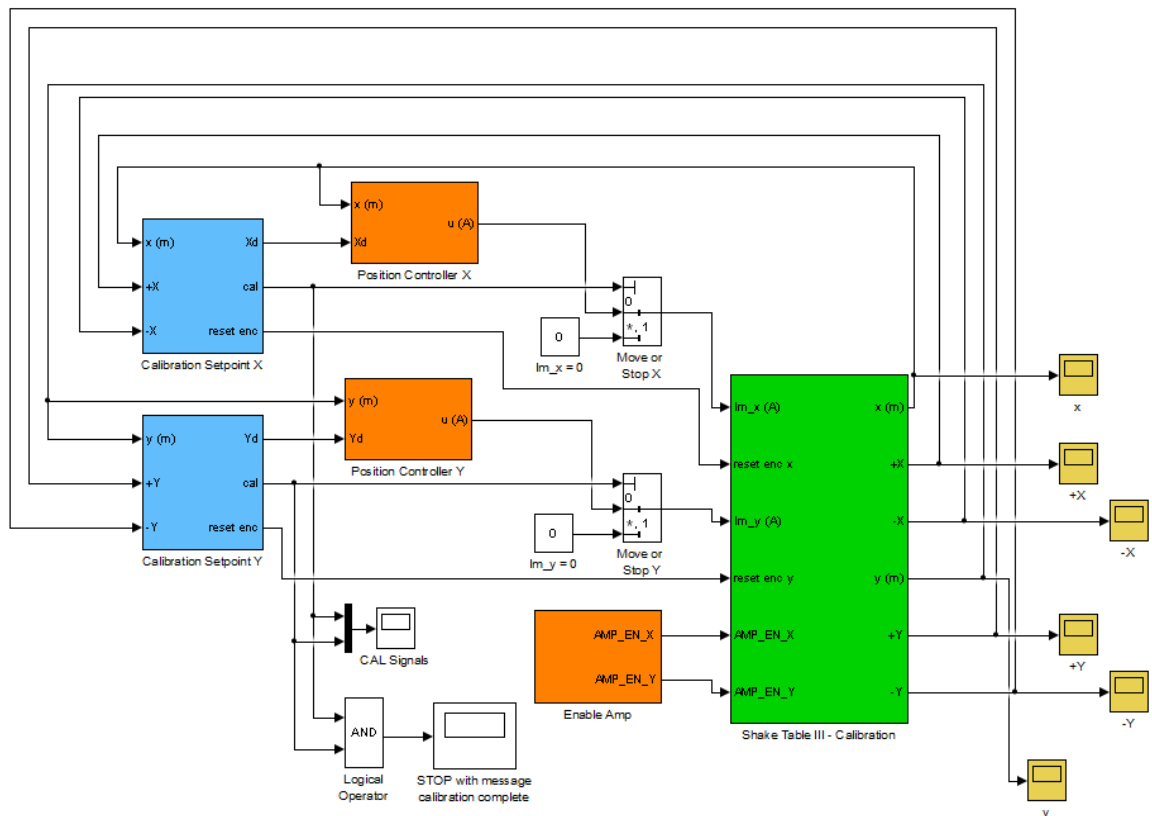 x (m)
Xd
u (A)
Position Controller X
x (m)
+X
-X
Xd
cal
reset enc
Calibration Setpoint X
0
*, 1
Move or
Stop X
0
Im_x = 0
y (m)
Yd
u (A)
Position Controller Y
y (m)
+Y
-Y
Yd
cal
reset enc
Calibration Setpoint Y
0
*, 1
Move or
Stop Y
0
Im_y = 0
Im_x (A)
reset enc x
Im_y (A)
reset enc y
AMP_EN_X
AMP_EN_Y
x (m)
+X
-X
y (m)
+Y
-Y
Shake Table III - Calibration
AMP_EN_X
AMP_EN_Y
Enable Amp
CAL Signals
AND
Logical
Operator
STOP with message
calibration complete
x
+X
-X
+Y
-Y
y